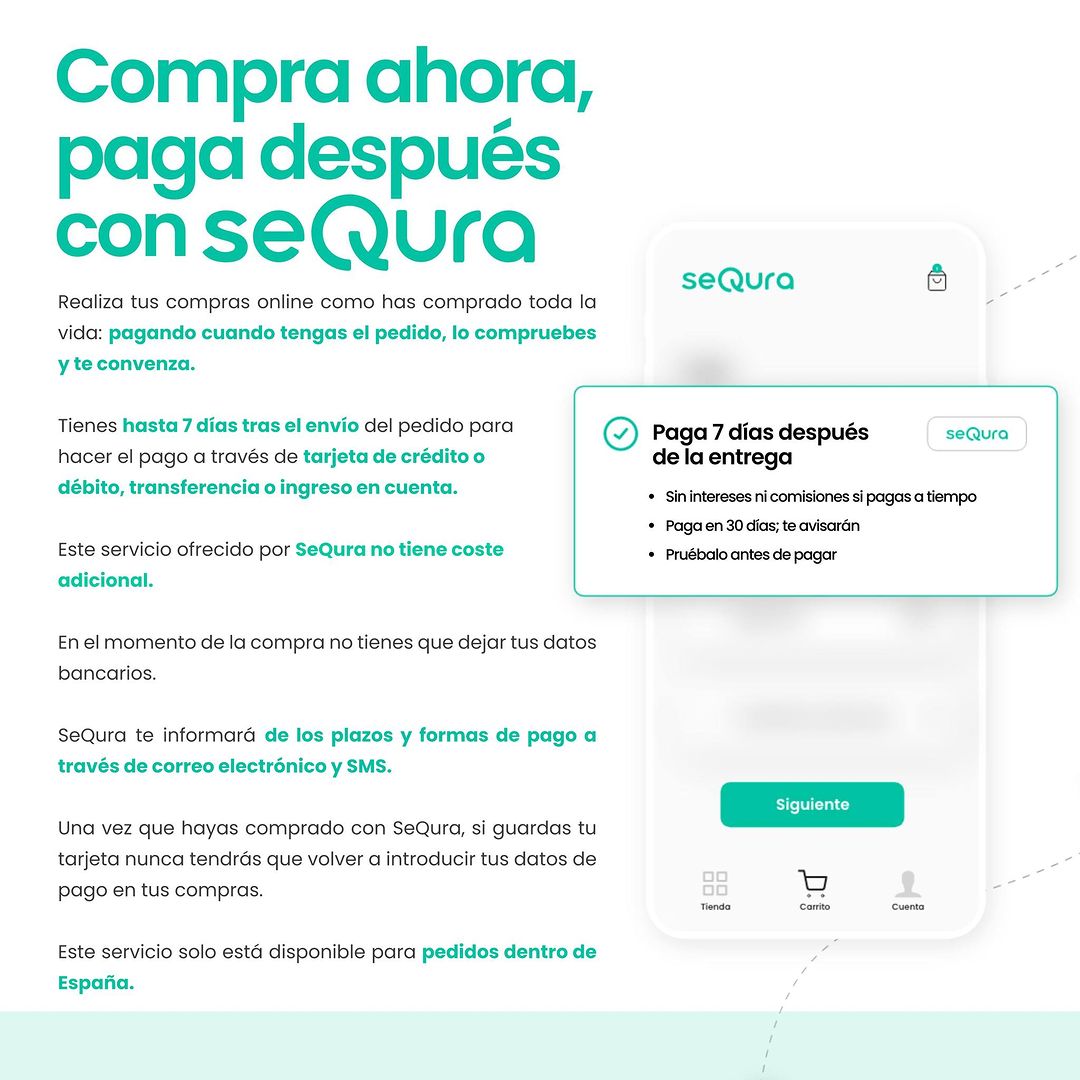 Compra ahora,
paga después
con seQura
Realiza tus compras online como has comprado toda la
vida: pagando cuando tengas el pedido, lo compruebes
y te convenza.
Tienes hasta 7 días tras el envío del pedido para
hacer el pago a través de tarjeta de crédito o
débito, transferencia o ingreso en cuenta.
Este servicio ofrecido por SeQura no tiene coste
adicional.
En el momento de la compra no tienes que dejar tus datos
bancarios.
SeQura te informará de los plazos y formas de pago a
través de correo electrónico y SMS.
Una vez que hayas comprado con SeQura, si guardas tu
tarjeta nunca tendrás que volver a introducir tus datos de
pago en tus compras.
Este servicio solo está disponible para pedidos dentro de
España.
seQura
Paga 7 días después
de la entrega
seQura
• Sin intereses ni comisiones si pagas a tiempo
• Paga en 30 días; te avisarán
• Pruébalo antes de pagar
Siguiente
Tienda Carrito Cuenta